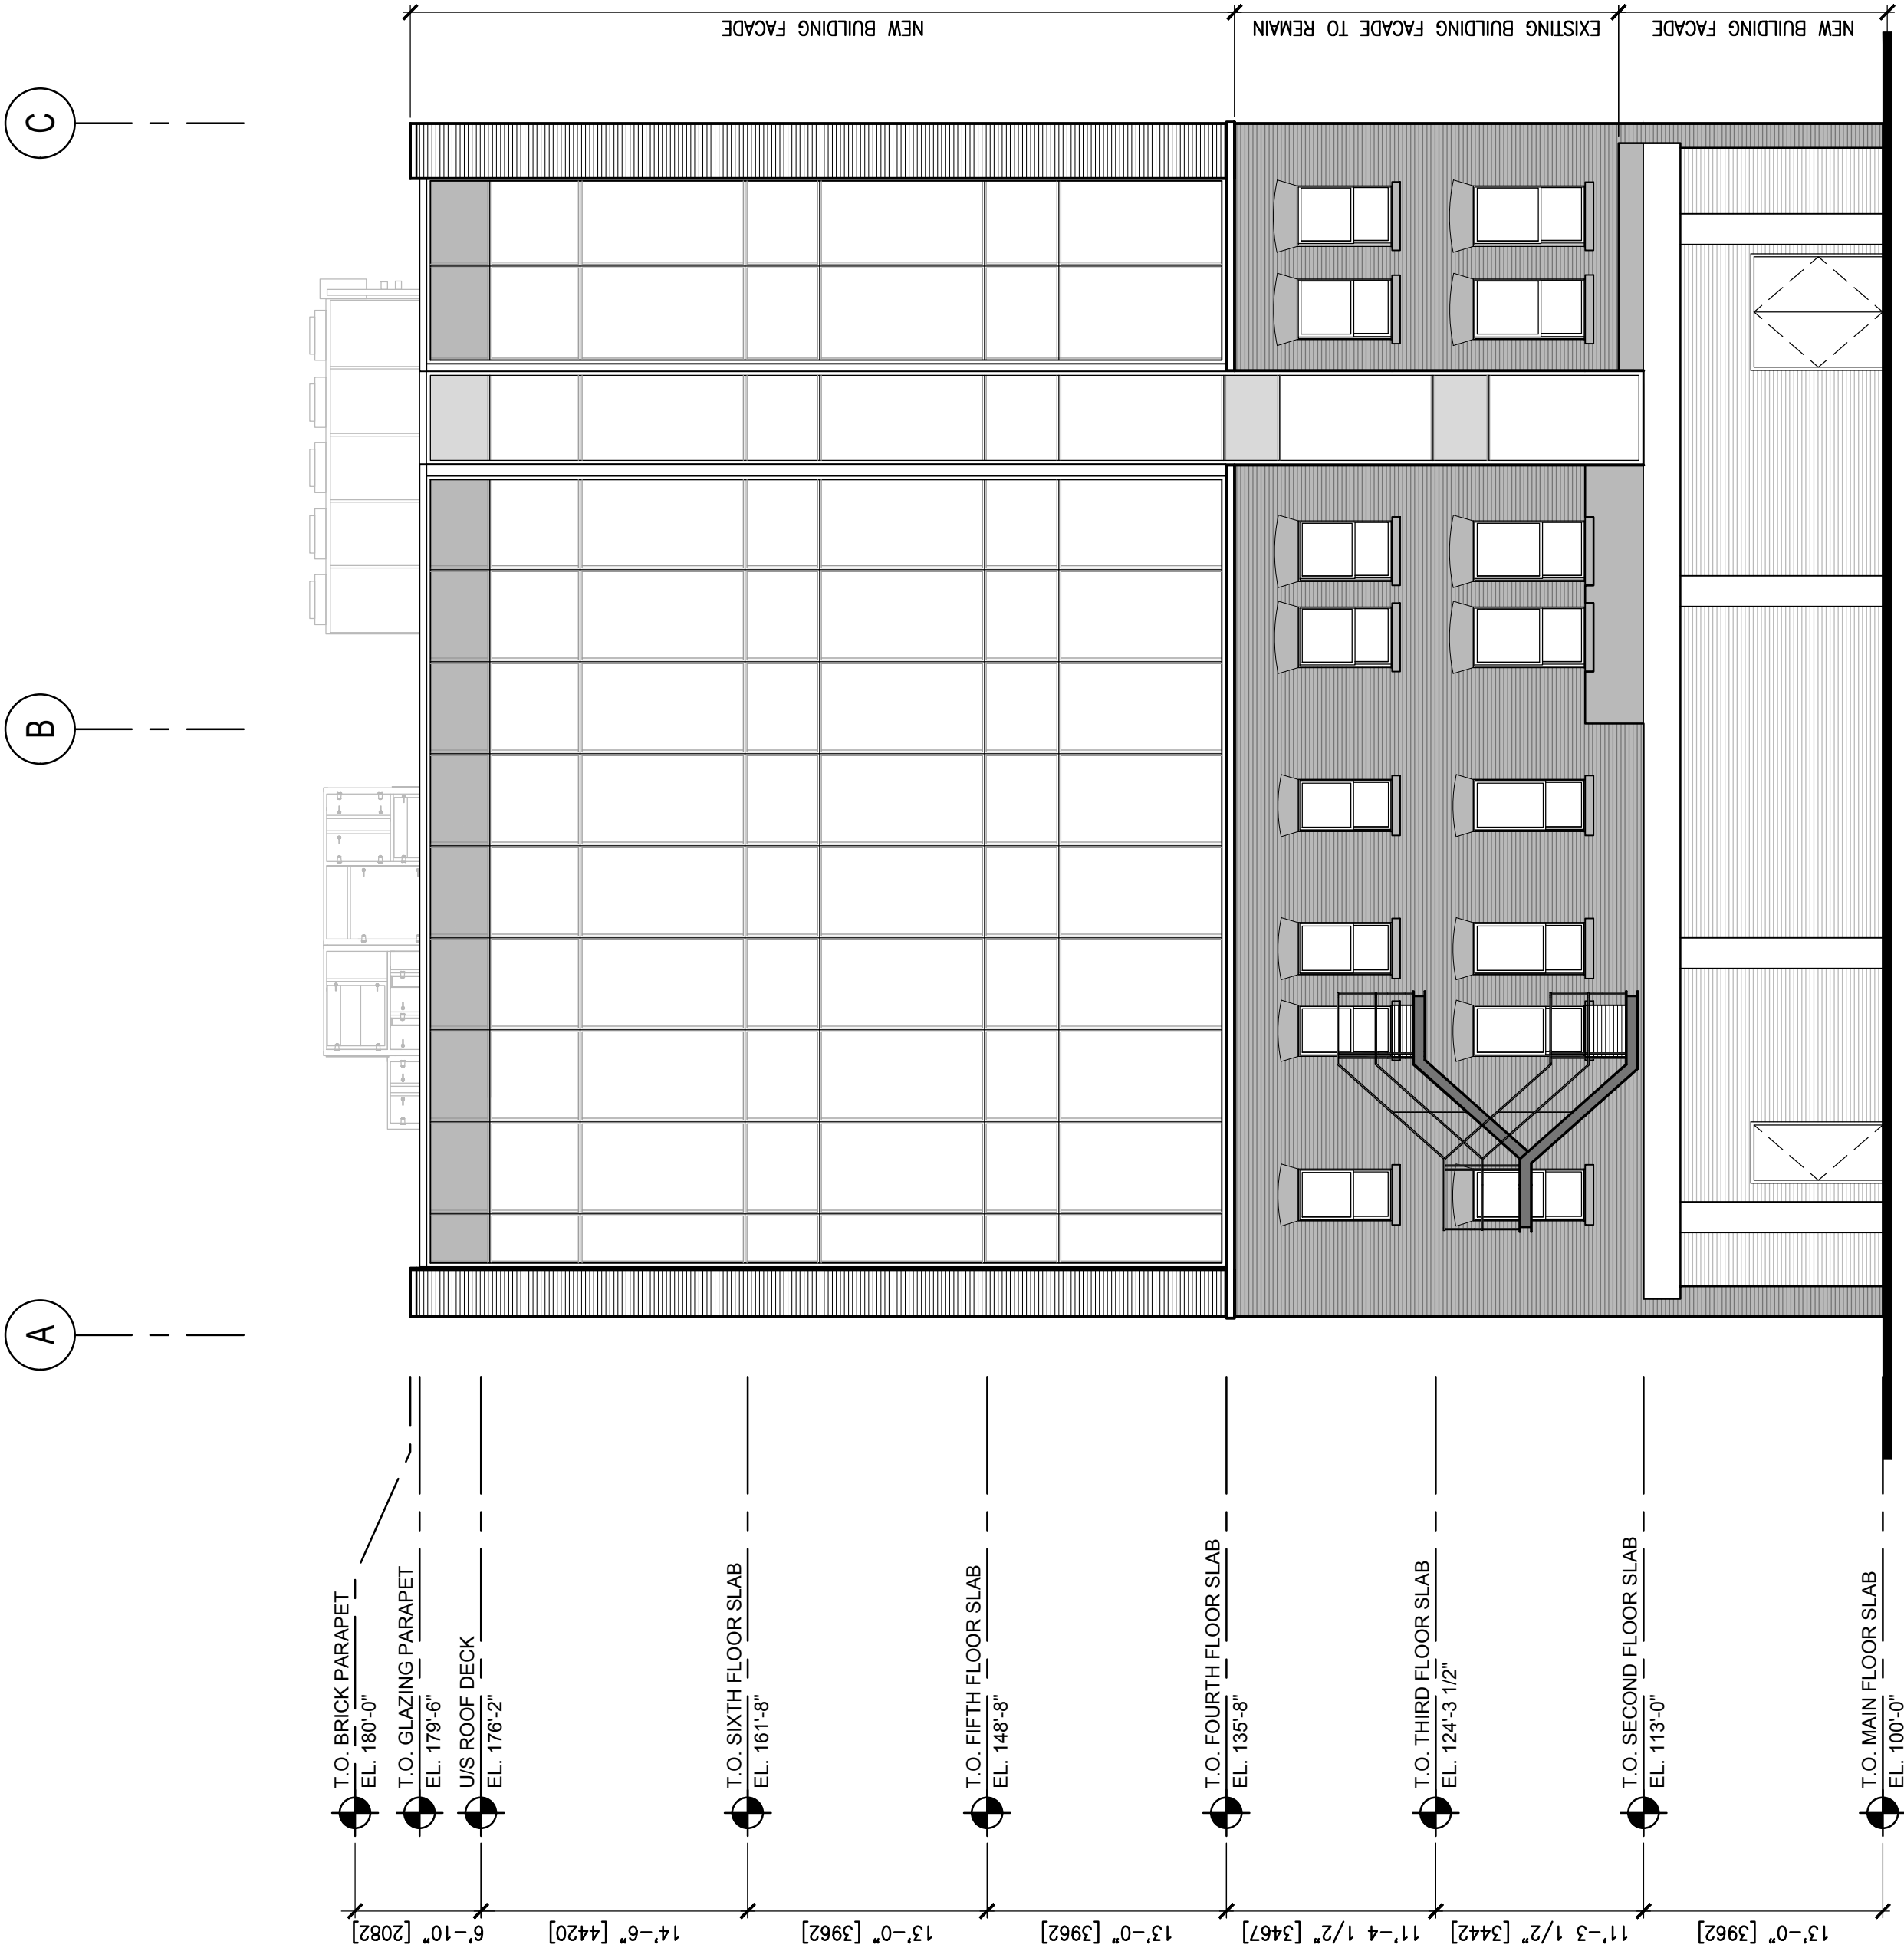 C
B
A
NEW BUILDING FACADE
EXISTING BUILDING FACADE TO REMAIN
NEW BUILDING FACADE
T.O. BRICK PARAPET
EL. 180'-0"
T.O. GLAZING PARAPET
EL. 179'-6"
U/S ROOF DECK
EL. 176'-2"
T.O. SIXTH FLOOR SLAB
EL. 161'-8"
T.O. FIFTH FLOOR SLAB
EL. 148'-8"
T.O. FOURTH FLOOR SLAB
EL. 135'-8"
T.O. THIRD FLOOR SLAB
EL. 124'-3 1/2"
T.O. SECOND FLOOR SLAB
EL. 113'-0"
T.O. MAIN FLOOR SLAB
EL. 100'-0"
6'-10" [2082]
14'-6" [4420]
13'-0" [3962]
13'-0" [3962]
11'-4 1/2" [3467]
11'-3 1/2" [3442]
13'-0" [3962]